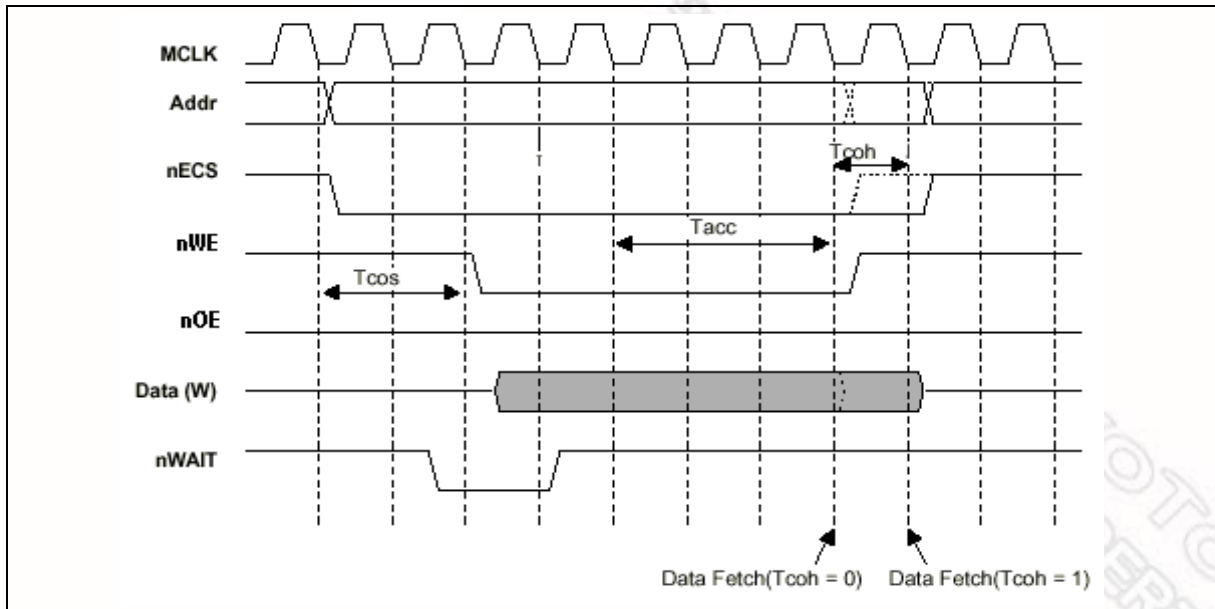 MCLK
Addr
Tcoh
nECS
T
Tacc
nWE
Tcos
nOE
Data (W)
nWAIT
Data Fetch(Tcoh = 0) Data Fetch(Tcoh = 1)